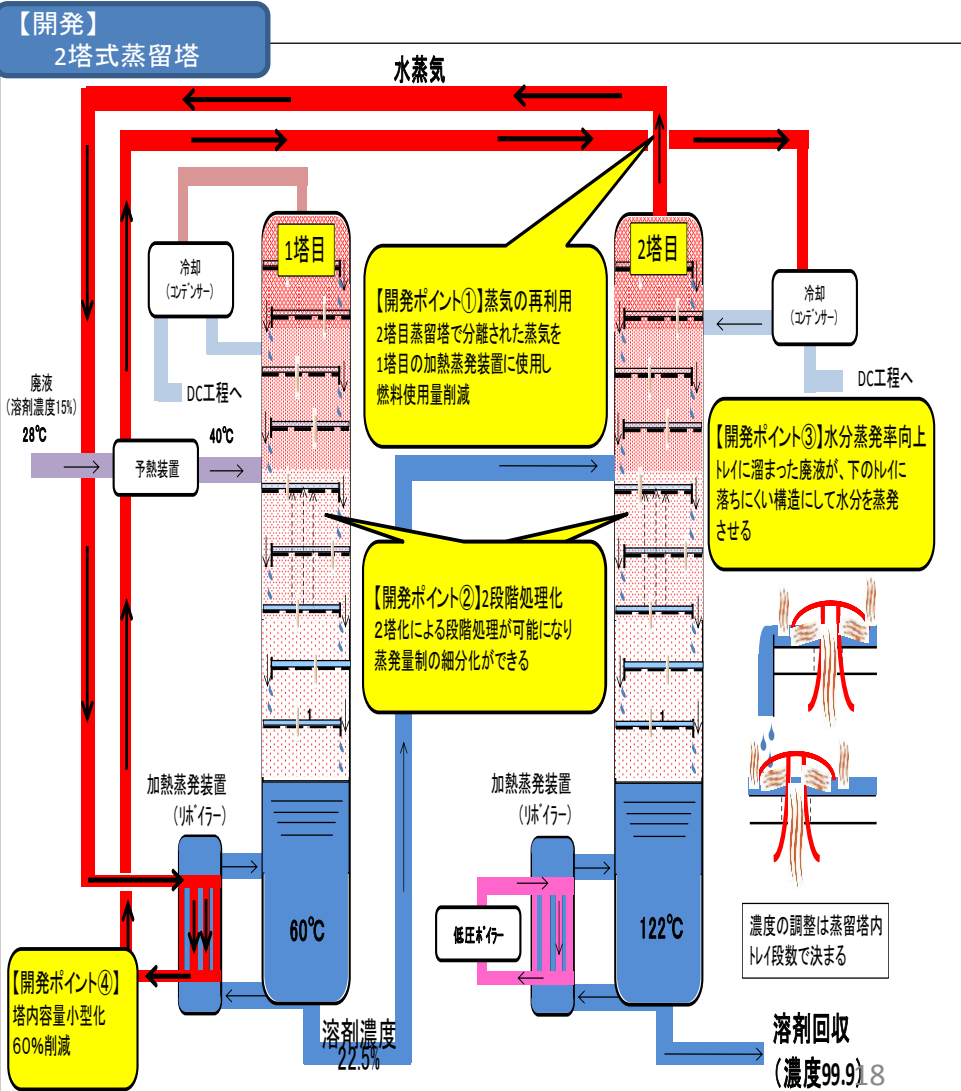 【開発】
2塔式蒸留塔
水蒸気
1塔目
2塔目
冷却
(コンデンサー)
DC工程へ
【開発ポイント①】蒸気の再利用
2塔目蒸留塔で分離された蒸気を
1塔目の加熱蒸発装置に使用し
燃料使用量削減
冷却
(コンデンサー)
DC工程へ
廃液
(溶剤濃度15%)
28℃
予熱装置
40℃
【開発ポイント③】水分蒸発率向上
トレイに溜まった廃液が、下のトレイに
落ちにくい構造にして水分を蒸発
させる
【開発ポイント②】2段階処理化
2塔化による段階処理が可能になり
蒸発量制の細分化ができる
1
1
加熱蒸発装置
(リボイラー)
加熱蒸発装置
(リボイラー)
60℃
低圧ボイラー
122℃
濃度の調整は蒸留塔内
トレイ段数で決まる
【開発ポイント④】
塔内容量小型化
60%削減
溶剤濃度
22.5%
溶剤回収
(濃度99.9)
18